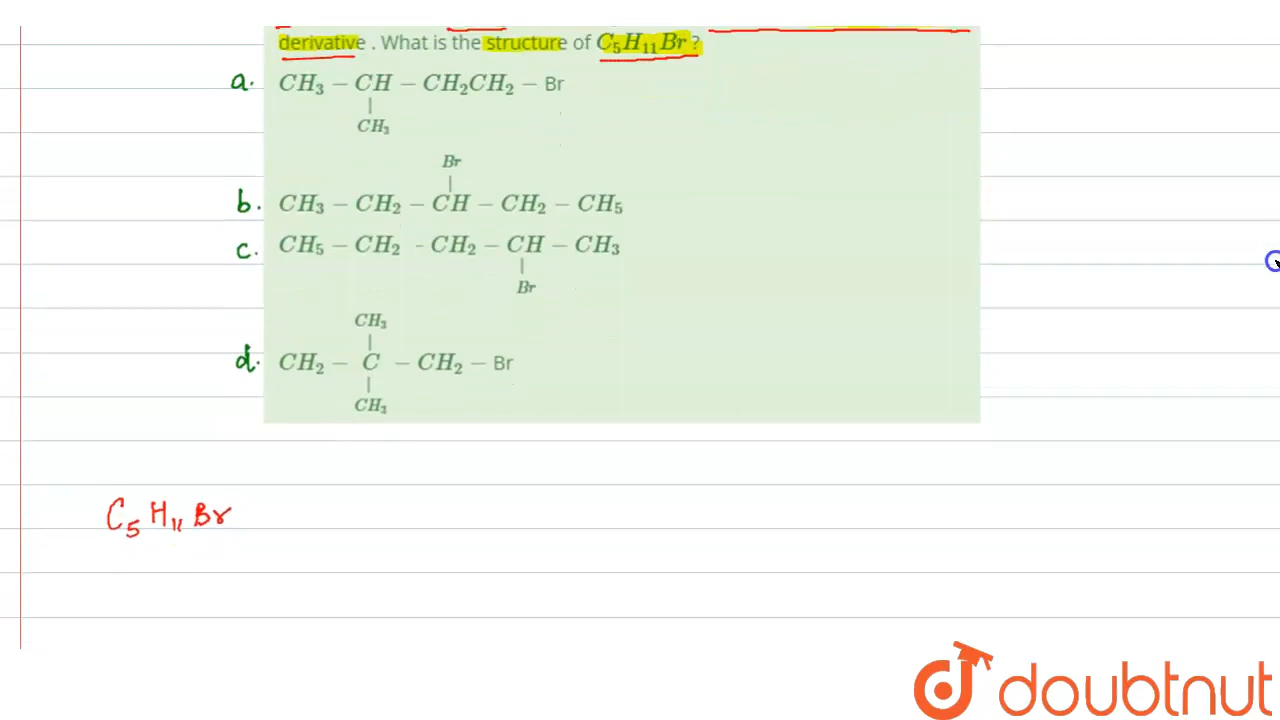 derivative . What is the structure of C₅H₁₁Br ?
a. CH₃ – CH – CH₂CH₂ – Br
|
CH₃
Br
|
b. CH₃ – CH₂ – CH – CH₂ – CH₅
c. CH₅ – CH₂ - CH₂ – CH – CH₃
|
Br
CH₃
|
d. CH₂ – C – CH₂ – Br
|
CH₃
C₅ H₁₁ Br
doubtnut